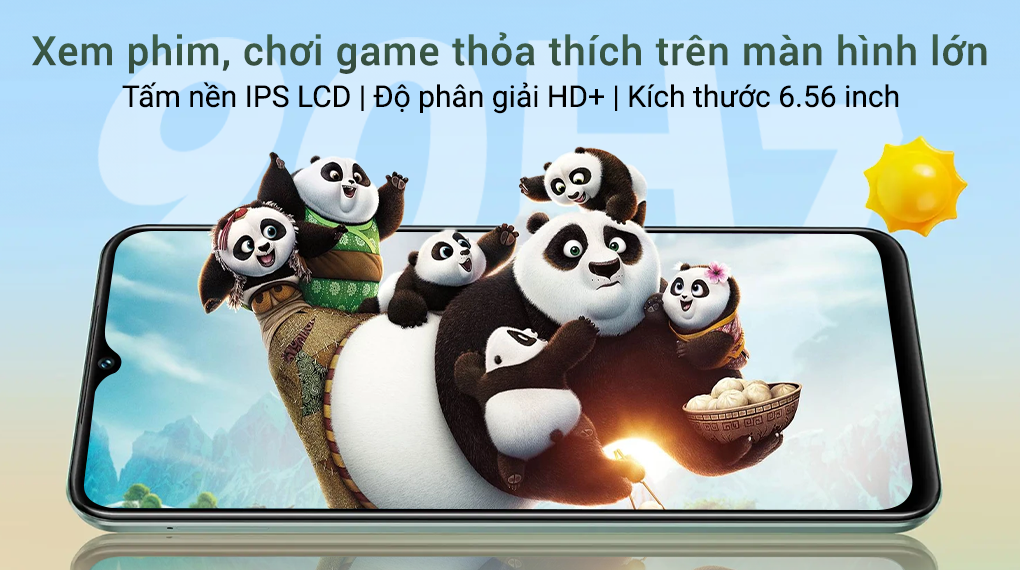 Xem phim, chơi game thỏa thích trên màn hình lớn
Tấm nền IPS LCD | Độ phân giải HD+ | Kích thước 6.56 inch
90Hz